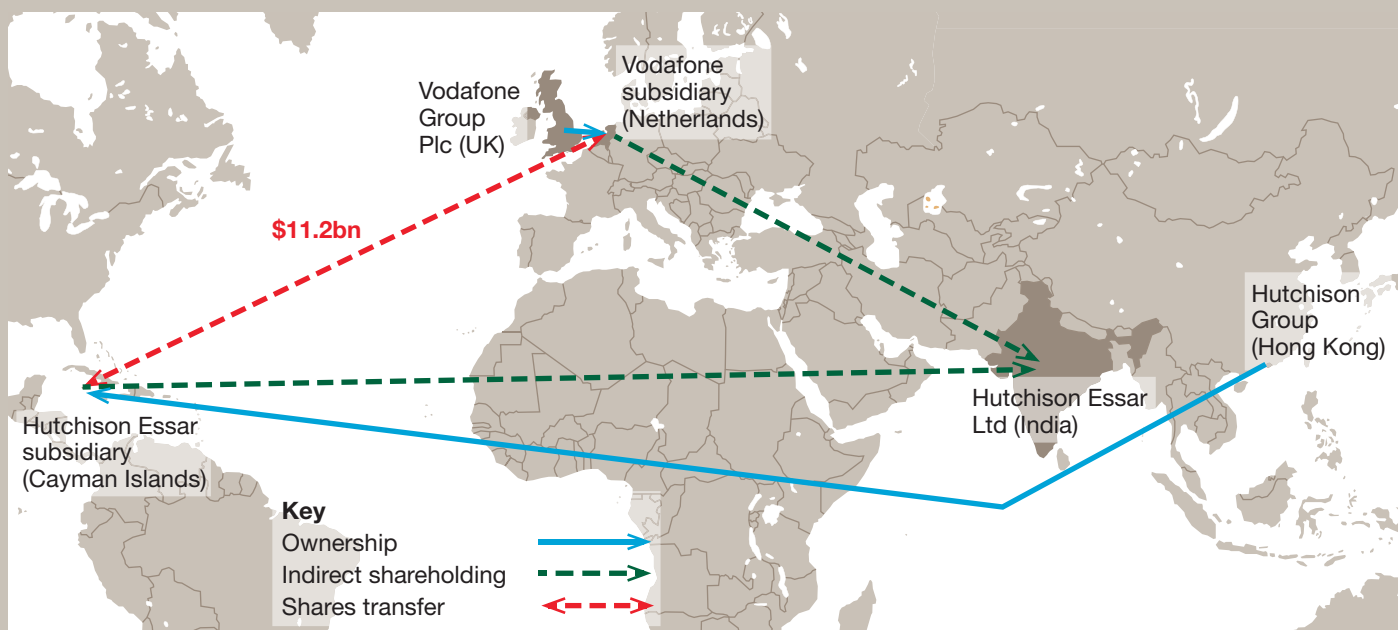 Vodafone
Group
Plc (UK)
Vodafone
subsidiary
(Netherlands)
$11.2bn
Hutchison
Group
(Hong Kong)
Hutchison Essar
Ltd (India)
Hutchison Essar
subsidiary
(Cayman Islands)
Key
Ownership
Indirect shareholding
Shares transfer